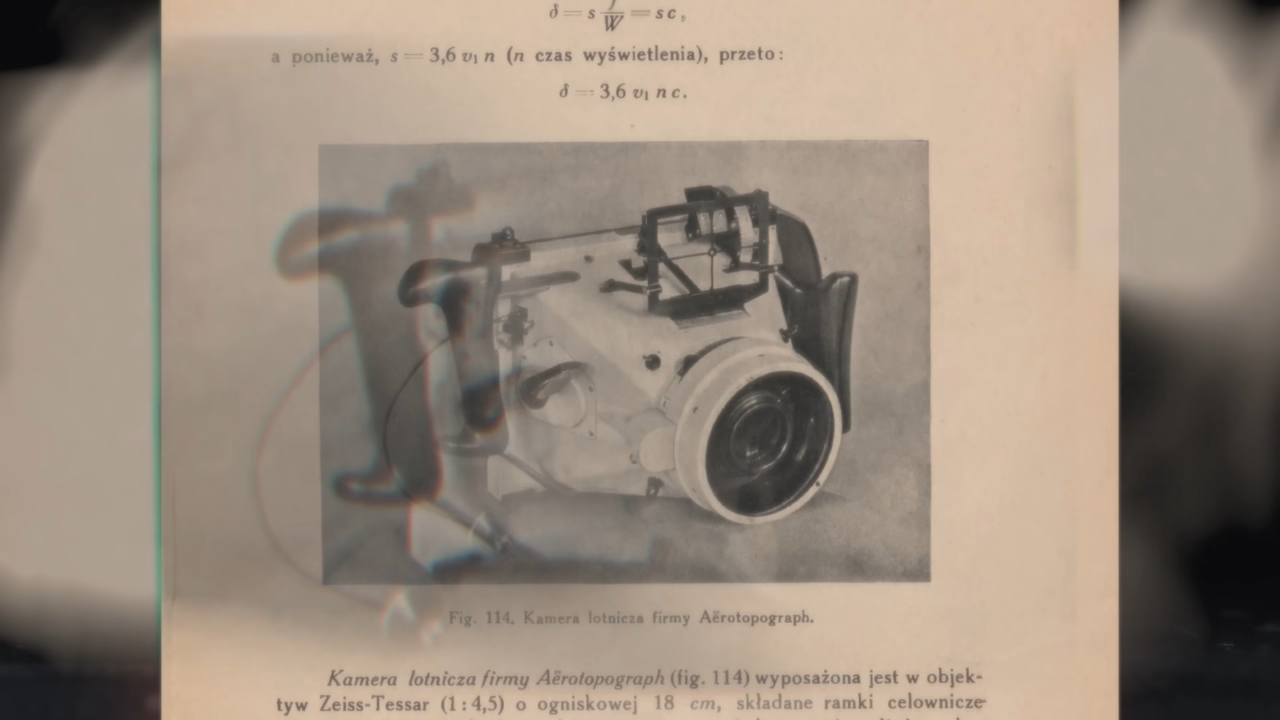 δ = s f/W = sc,
a ponieważ, s = 3,6 v₁ n (n czas wyświetlenia), przeto:
δ = 3,6 v₁ n c.
Fig. 114. Kamera lotnicza firmy Aërotopograph.
Kamera lotnicza firmy Aërotopograph (fig. 114) wyposażona jest w objek-
tyw Zeiss-Tessar (1 : 4,5) o ogniskowej 18 cm, składane ramki celownicze